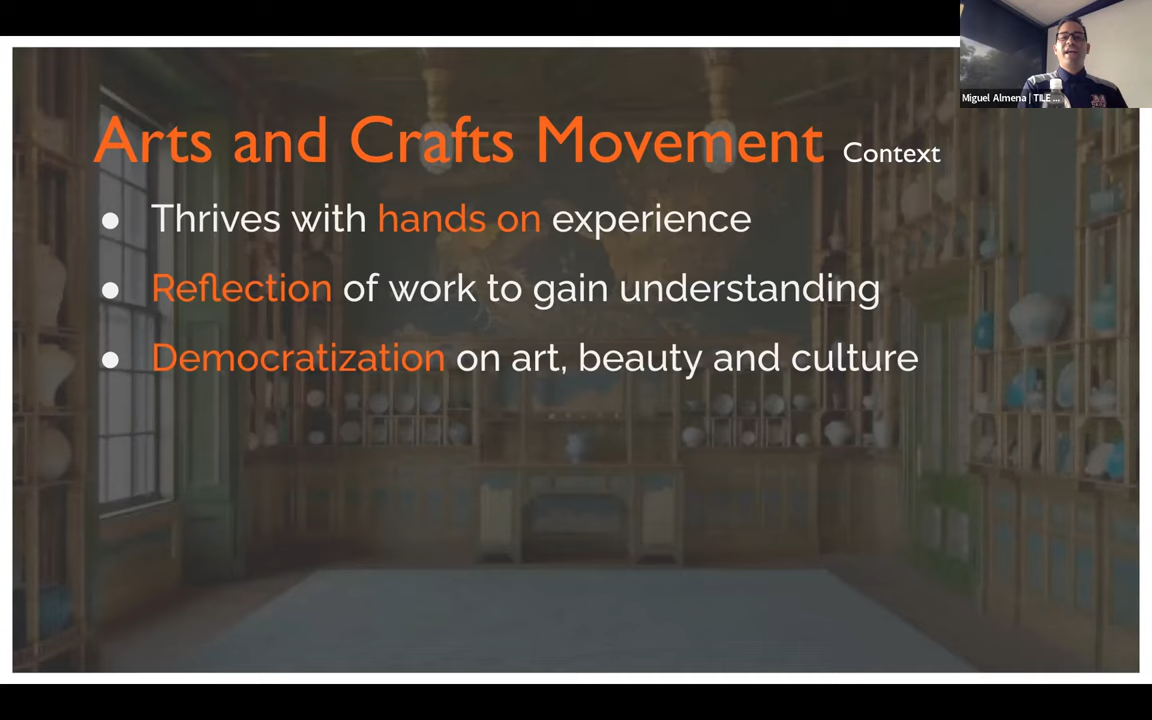 Arts and Crafts Movement Context
● Thrives with hands on experience
● Reflection of work to gain understanding
● Democratization on art, beauty and culture
Miguel Almena | TILE ...